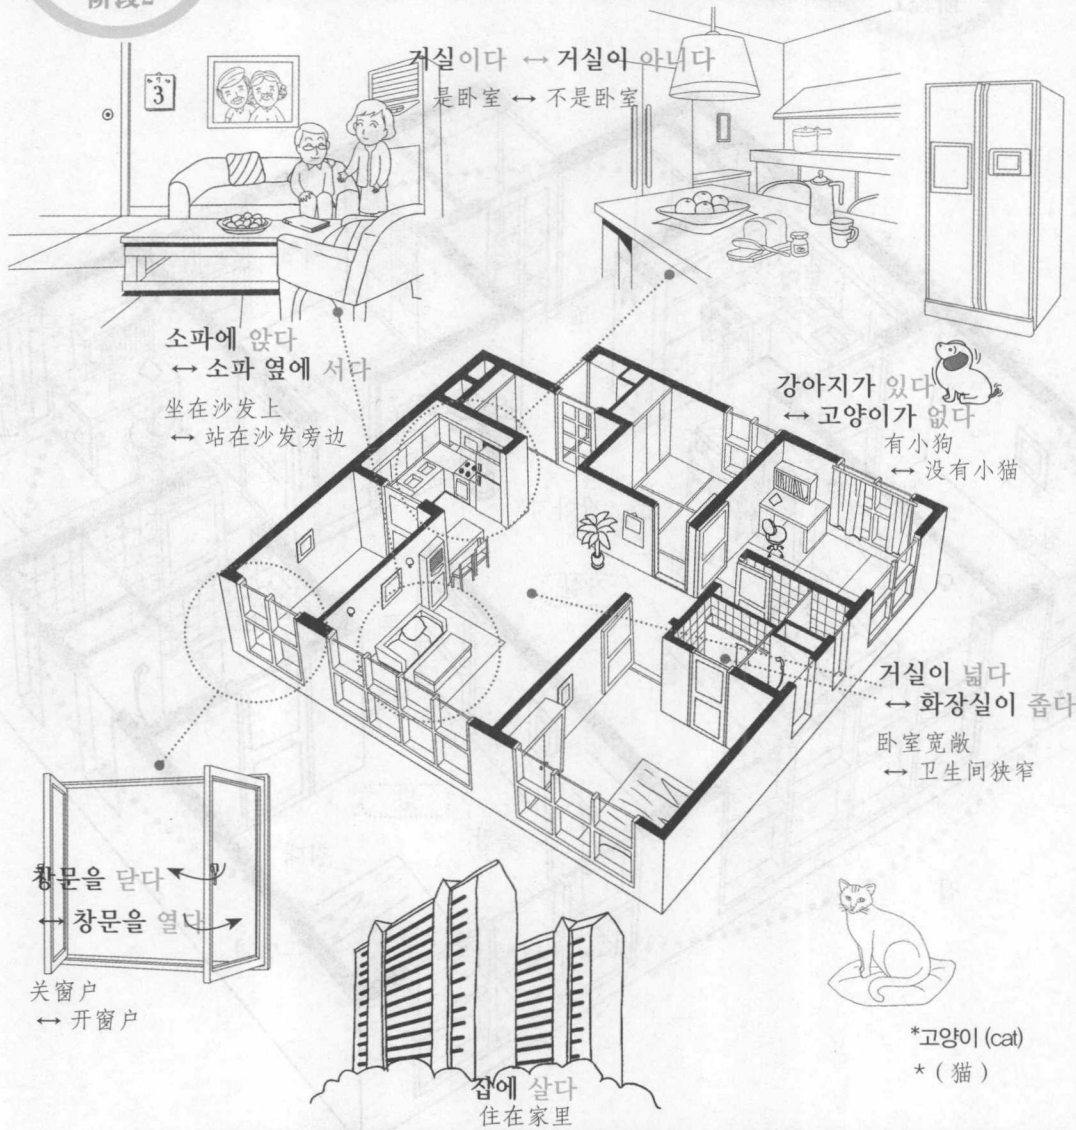 阶段2
3
거실이다 ↔ 거실이 아니다
是卧室 ↔ 不是卧室
소파에 앉다
↔ 소파 옆에 서다
坐在沙发上
↔ 站在沙发旁边
강아지가 있다
↔ 고양이가 없다
有小狗
↔ 没有小猫
거실이 넓다
↔ 화장실이 좁다
卧室宽敞
↔ 卫生间狭窄
창문을 닫다
↔ 창문을 열다
关窗户
↔ 开窗户
집에 살다
住在家里
*고양이 (cat)
*（猫）